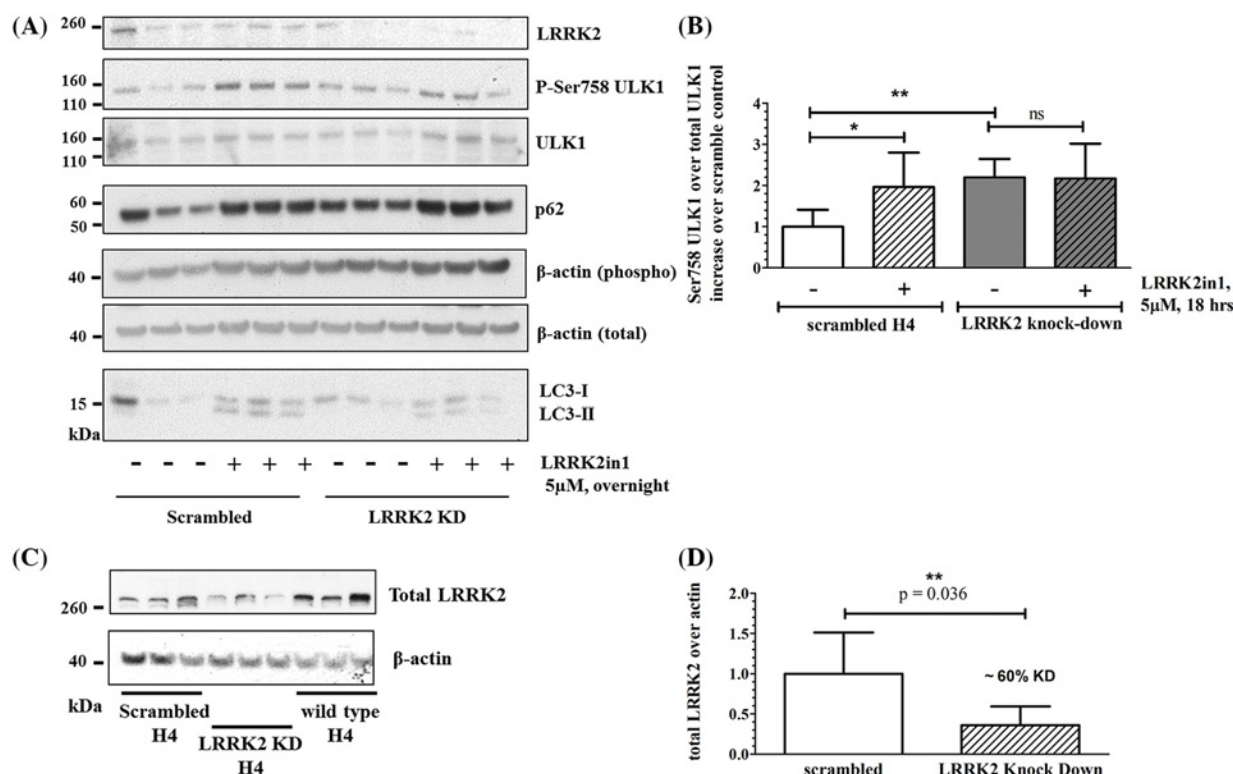 (A)
260
LRRK2
160
P-Ser758 ULK1
110
160
ULK1
110
60
p62
50
β-actin (phospho)
40
β-actin (total)
40
LC3-I
15
LC3-II
kDa
- - - + + + - - - + + +
LRRK2in1
5μM, overnight
Scrambled
LRRK2 KD
(B)
Ser758 ULK1 over total ULK1
increase over scramble control
4
3
2
1
0
**
*
ns
- + - +
LRRK2in1,
5μM, 18 hrs
scrambled H4
LRRK2 knock-down
(C)
Total LRRK2
260
40
β-actin
kDa
Scrambled
H4
LRRK2 KD
H4
wild type
H4
(D)
total LRRK2 over actin
2.0
1.5
1.0
0.5
0.0
**
p = 0.036
~ 60% KD
scrambled
LRRK2 Knock Down